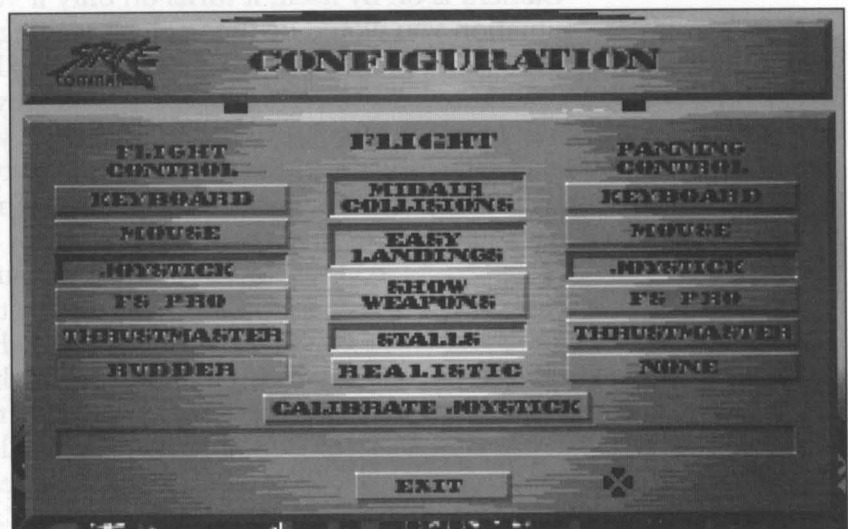 STRIKE
COMMANDER
CONFIGURATION
FLIGHT
CONTROL
KEYBOARD
MOUSE
JOYSTICK
FS PRO
THRUSTMASTER
RUDDER
FLIGHT
MIDAIR
COLLISIONS
EASY
LANDINGS
SHOW
WEAPONS
STALLS
REALISTIC
PANNING
CONTROL
KEYBOARD
MOUSE
JOYSTICK
FS PRO
THRUSTMASTER
NONE
CALIBRATE JOYSTICK
EXIT